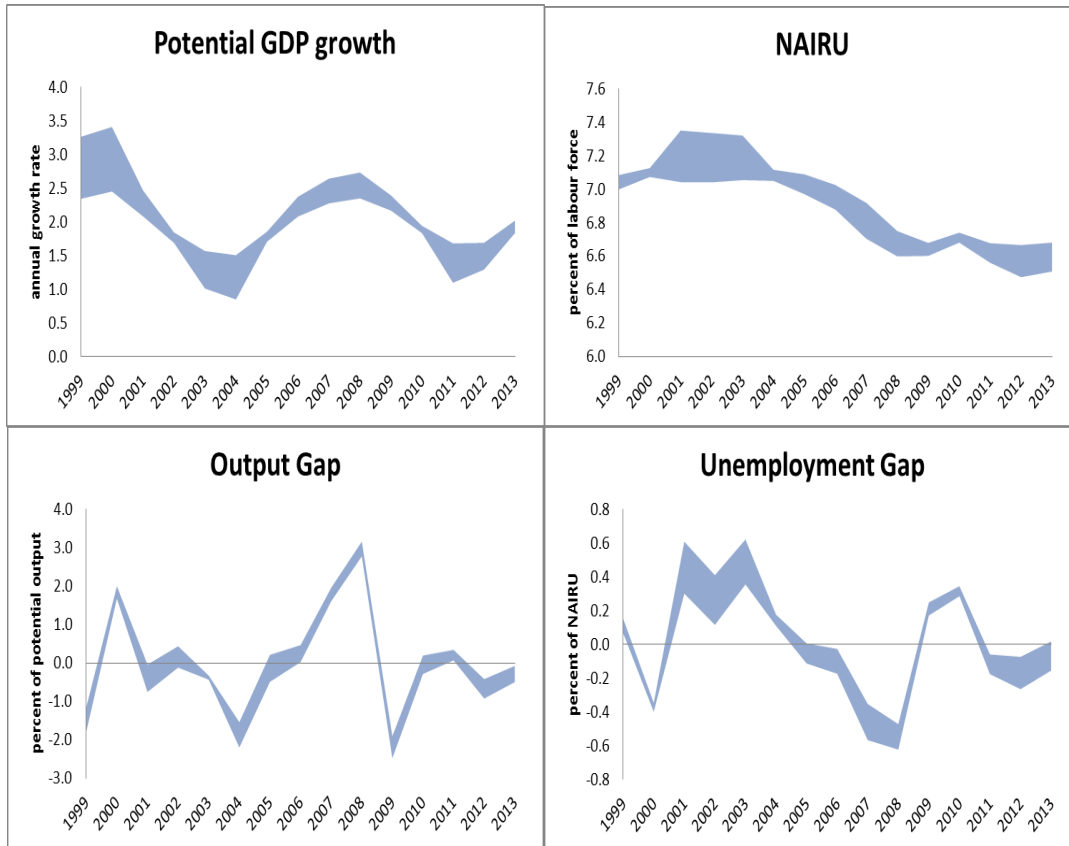 Potential GDP growth
annual growth rate
4.0
3.5
3.0
2.5
2.0
1.5
1.0
0.5
0.0
1999 2000 2001 2002 2003 2004 2005 2006 2007 2008 2009 2010 2011 2012 2013
NAIRU
percent of labour force
7.6
7.4
7.2
7.0
6.8
6.6
6.4
6.2
6.0
1999 2000 2001 2002 2003 2004 2005 2006 2007 2008 2009 2010 2011 2012 2013
Output Gap
percent of potential output
4.0
3.0
2.0
1.0
0.0
-1.0
-2.0
-3.0
1999 2000 2001 2002 2003 2004 2005 2006 2007 2008 2009 2010 2011 2012 2013
Unemployment Gap
percent of NAIRU
0.8
0.6
0.4
0.2
0.0
-0.2
-0.4
-0.6
-0.8
1999 2000 2001 2002 2003 2004 2005 2006 2007 2008 2009 2010 2011 2012 2013